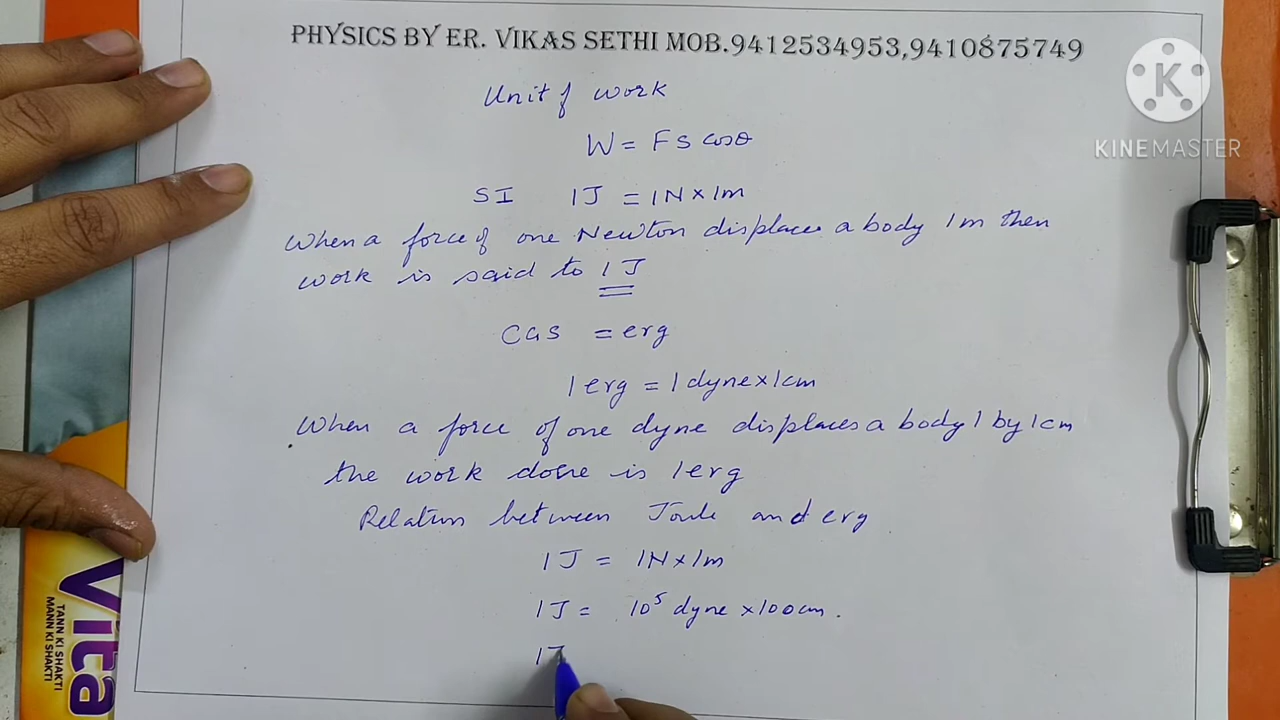 PHYSICS BY ER. VIKAS SETHI MOB.9412534953,9410875749
K
KINEMASTER
Unit of work
W = F S cosθ
SI 1J = 1N × 1m
When a force of one Newton displaces a body 1m then
work is said to 1J
CGS = erg
1 erg = 1 dyne × 1cm
When a force of one dyne displaces a body 1 by 1cm
the work done is 1erg
Relation between Joule and erg
1J = 1N × 1m
1J = 10⁵ dyne × 100cm.
1J
Vita
TANN KI SHAKTI
MANN KI SHAKTI